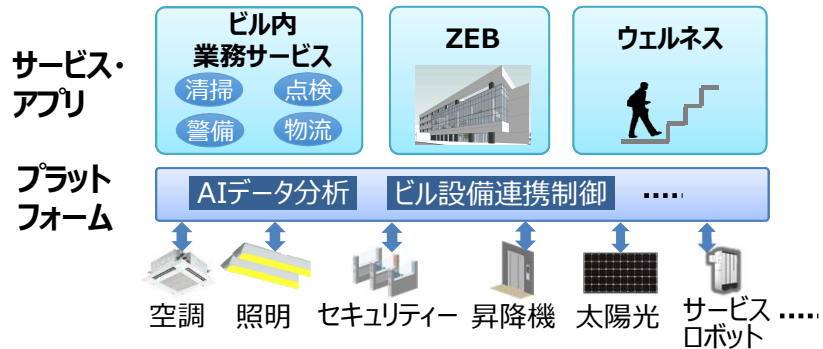 サービス・
アプリ
ビル内
業務サービス
清掃
点検
警備
物流
ZEB
ウェルネス
プラット
フォーム
AIデータ分析
ビル設備連携制御
‥‥
空調
照明
セキュリティー
昇降機
太陽光
サービス
ロボット
‥‥‥